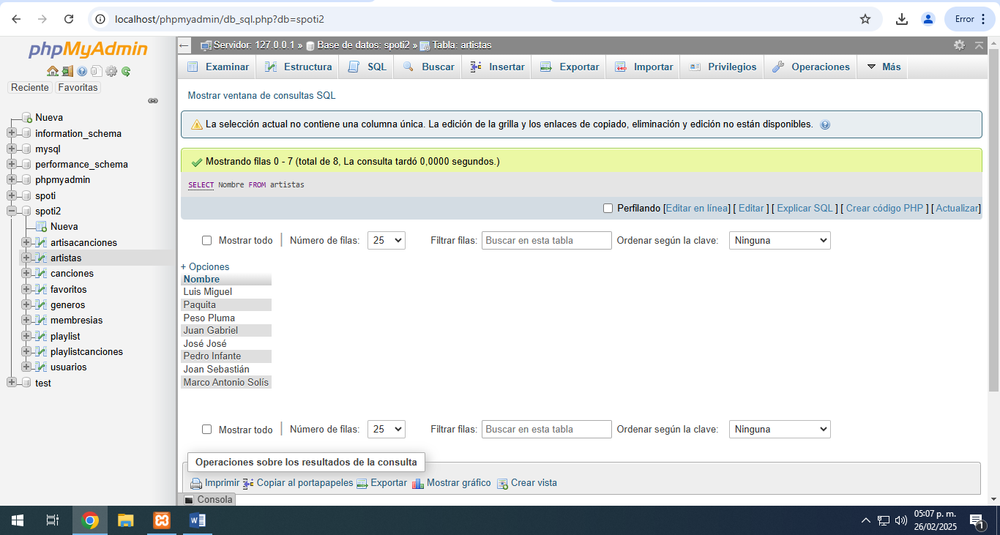 localhost/phpmyadmin/db_sql.php?db=spoti2
Error
phpMyAdmin
Reciente Favoritas
Nueva
information_schema
mysql
performance_schema
phpmyadmin
spoti
spoti2
Nueva
artisacanciones
artistas
canciones
favoritos
generos
membresias
playlist
playlistcanciones
usuarios
test
Servidor: 127.0.0.1 » Base de datos: spoti2 » Tabla: artistas
Examinar Estructura SQL Buscar Insertar Exportar Importar Privilegios Operaciones Más
Mostrar ventana de consultas SQL
La selección actual no contiene una columna única. La edición de la grilla y los enlaces de copiado, eliminación y edición no están disponibles.
Mostrando filas 0 - 7 (total de 8, La consulta tardó 0,0000 segundos.)
SELECT Nombre FROM artistas
Perfilando [Editar en línea] [ Editar ] [ Explicar SQL ] [ Crear código PHP ] [ Actualizar]
Mostrar todo | Número de filas: 25 Filtrar filas: Buscar en esta tabla Ordenar según la clave: Ninguna
+ Opciones
Nombre
Luis Miguel
Paquita
Peso Pluma
Juan Gabriel
José José
Pedro Infante
Joan Sebastián
Marco Antonio Solís
Mostrar todo | Número de filas: 25 Filtrar filas: Buscar en esta tabla Ordenar según la clave: Ninguna
Operaciones sobre los resultados de la consulta
Imprimir Copiar al portapapeles Exportar Mostrar gráfico Crear vista
Consola
05:07 p. m.
26/02/2025
1